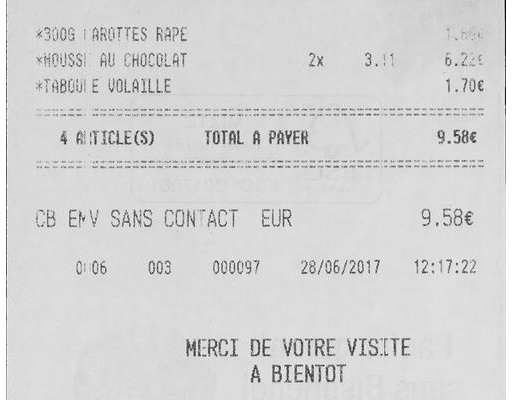 *300G CAROTTES RAPE 1.66€
*MOUSSE AU CHOCOLAT 2x 3.11 6.22€
*TABOULE VOLAILLE 1.70€
4 ARTICLE(S) TOTAL A PAYER 9.58€
CB EMV SANS CONTACT EUR 9.58€
0006 003 000097 28/06/2017 12:17:22
MERCI DE VOTRE VISITE
A BIENTOT